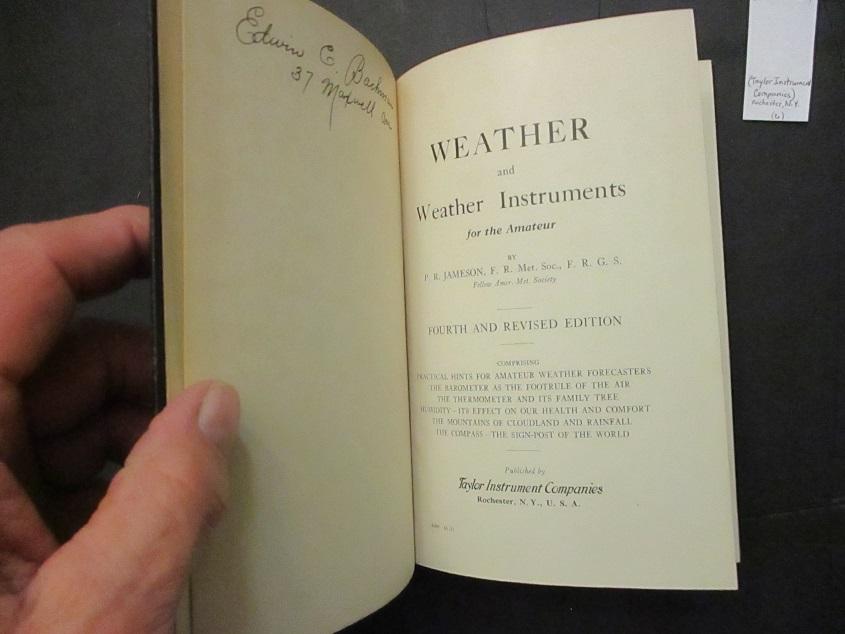 Edwin C. Bachman
37 Maxwell Ave
WEATHER
and
Weather Instruments
for the Amateur
BY
P. R. JAMESON, F. R. Met. Soc., F. R. G. S.
Fellow Amer. Met. Society
FOURTH AND REVISED EDITION
COMPRISING
PRACTICAL HINTS FOR AMATEUR WEATHER FORECASTERS
THE BAROMETER AS THE FOOTRULE OF THE AIR
THE THERMOMETER AND ITS FAMILY TREE
HUMIDITY—ITS EFFECT ON OUR HEALTH AND COMFORT
THE MOUNTAINS OF CLOUDLAND AND RAINFALL
THE COMPASS—THE SIGN-POST OF THE WORLD
Published by
Taylor Instrument Companies
Rochester, N. Y., U. S. A.
(Taylor Instrument
Companies)
Rochester, N.Y.
(6)